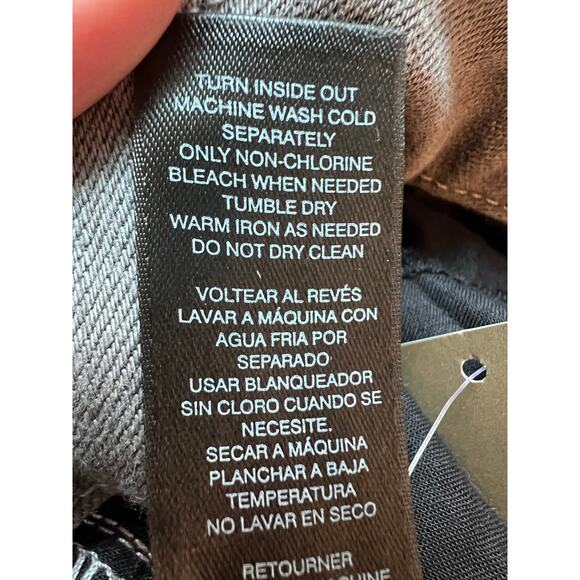 TURN INSIDE OUT
MACHINE WASH COLD
SEPARATELY
ONLY NON-CHLORINE
BLEACH WHEN NEEDED
TUMBLE DRY
WARM IRON AS NEEDED
DO NOT DRY CLEAN
VOLTEAR AL REVÉS
LAVAR A MÁQUINA CON
AGUA FRIA POR
SEPARADO
USAR BLANQUEADOR
SIN CLORO CUANDO SE
NECESITE.
SECAR A MÁQUINA
PLANCHAR A BAJA
TEMPERATURA
NO LAVAR EN SECO
RETOURNER